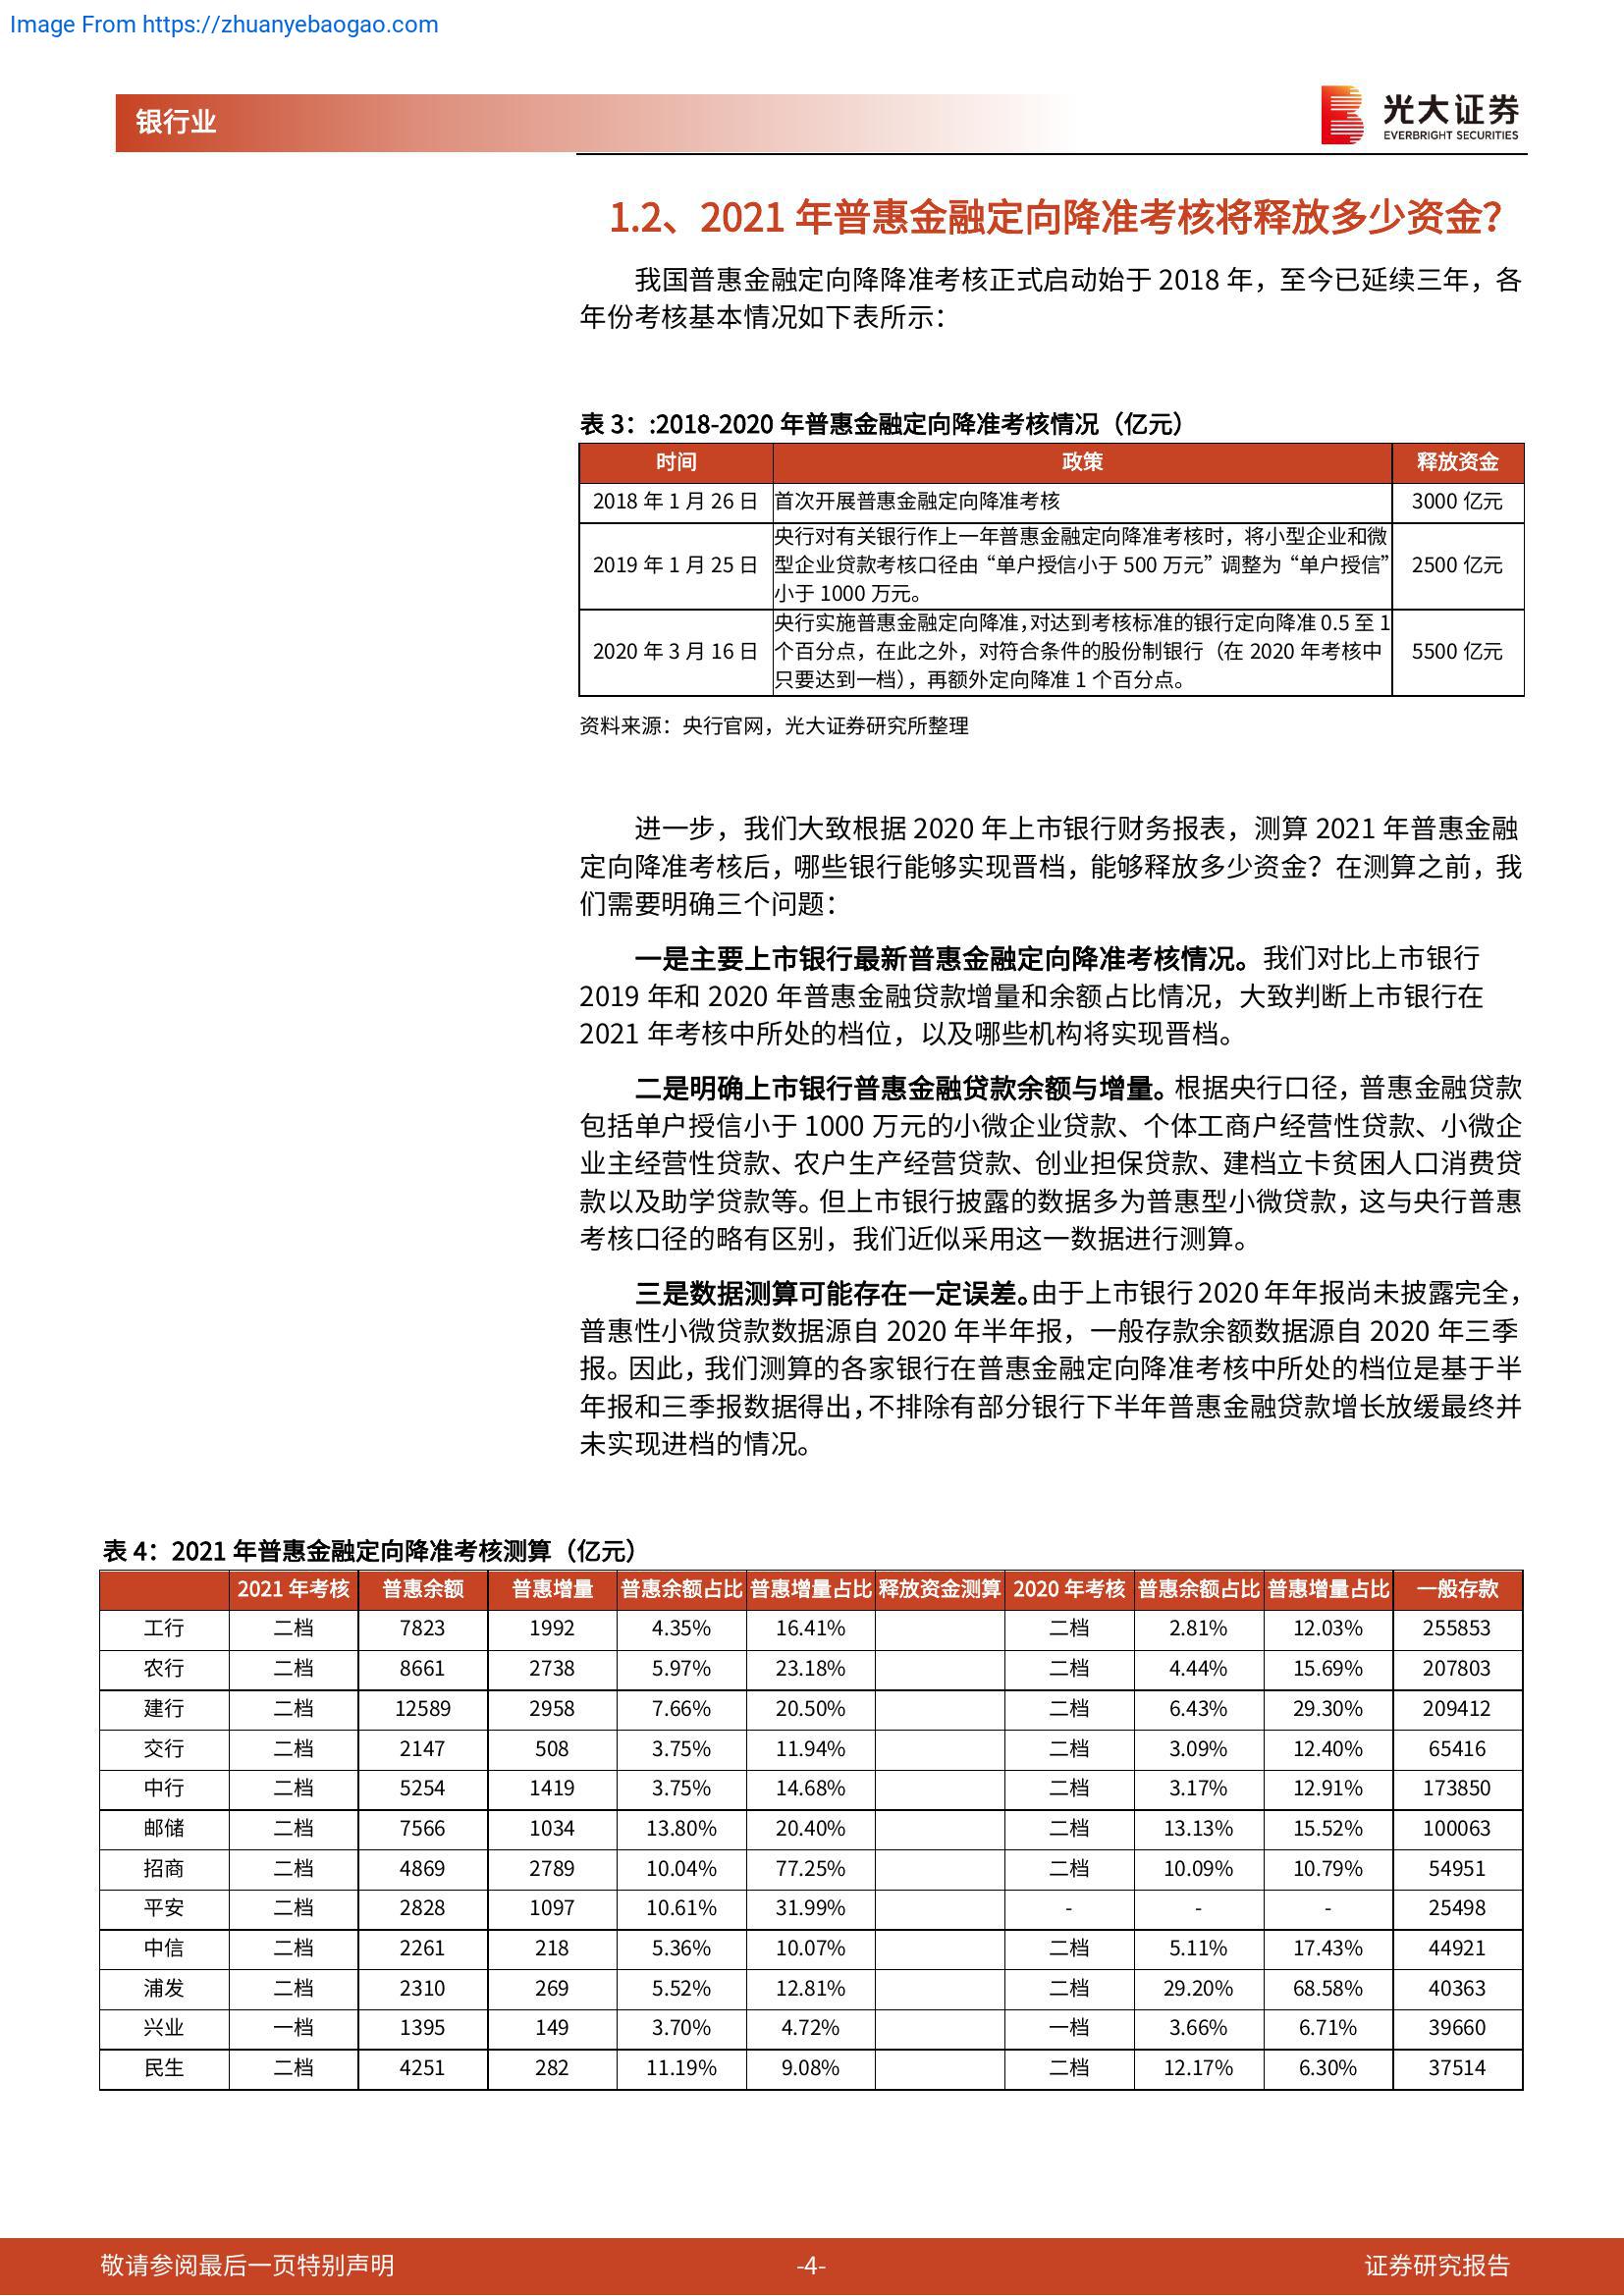 Image From https://zhuanyebaogao.com
银行业
光大证券
EVERBRIGHT SECURITIES
1.2、2021 年普惠金融定向降准考核将释放多少资金?
我国普惠金融定向降降准考核正式启动始于 2018 年，至今已延续三年，各
年份考核基本情况如下表所示：
表 3：:2018-2020 年普惠金融定向降准考核情况（亿元）
时间 政策 释放资金
2018 年 1 月 26 日 首次开展普惠金融定向降准考核 3000 亿元
央行对有关银行作上一年普惠金融定向降准考核时，将小型企业和微
2019 年 1 月 25 日 型企业贷款考核口径由“单户授信小于 500 万元”调整为“单户授信” 2500 亿元
小于 1000 万元。
央行实施普惠金融定向降准，对达到考核标准的银行定向降准 0.5 至 1
2020 年 3 月 16 日 个百分点，在此之外，对符合条件的股份制银行（在 2020 年考核中 5500 亿元
只要达到一档），再额外定向降准 1 个百分点。
资料来源：央行官网，光大证券研究所整理
进一步，我们大致根据 2020 年上市银行财务报表，测算 2021 年普惠金融
定向降准考核后，哪些银行能够实现晋档，能够释放多少资金？在测算之前，我
们需要明确三个问题：
一是主要上市银行最新普惠金融定向降准考核情况。我们对比上市银行
2019 年和 2020 年普惠金融贷款增量和余额占比情况，大致判断上市银行在
2021 年考核中所处的档位，以及哪些机构将实现晋档。
二是明确上市银行普惠金融贷款余额与增量。根据央行口径，普惠金融贷款
包括单户授信小于 1000 万元的小微企业贷款、个体工商户经营性贷款、小微企
业主经营性贷款、农户生产经营贷款、创业担保贷款、建档立卡贫困人口消费贷
款以及助学贷款等。但上市银行披露的数据多为普惠型小微贷款，这与央行普惠
考核口径的略有区别，我们近似采用这一数据进行测算。
三是数据测算可能存在一定误差。由于上市银行 2020 年年报尚未披露完全，
普惠性小微贷款数据源自 2020 年半年报，一般存款余额数据源自 2020 年三季
报。因此，我们测算的各家银行在普惠金融定向降准考核中所处的档位是基于半
年报和三季报数据得出，不排除有部分银行下半年普惠金融贷款增长放缓最终并
未实现进档的情况。
表 4：2021 年普惠金融定向降准考核测算（亿元）
2021 年考核 普惠余额 普惠增量 普惠余额占比 普惠增量占比 释放资金测算 2020 年考核 普惠余额占比 普惠增量占比 一般存款
工行 二档 7823 1992 4.35% 16.41% 二档 2.81% 12.03% 255853
农行 二档 8661 2738 5.97% 23.18% 二档 4.44% 15.69% 207803
建行 二档 12589 2958 7.66% 20.50% 二档 6.43% 29.30% 209412
交行 二档 2147 508 3.75% 11.94% 二档 3.09% 12.40% 65416
中行 二档 5254 1419 3.75% 14.68% 二档 3.17% 12.91% 173850
邮储 二档 7566 1034 13.80% 20.40% 二档 13.13% 15.52% 100063
招商 二档 4869 2789 10.04% 77.25% 二档 10.09% 10.79% 54951
平安 二档 2828 1097 10.61% 31.99% - - - 25498
中信 二档 2261 218 5.36% 10.07% 二档 5.11% 17.43% 44921
浦发 二档 2310 269 5.52% 12.81% 二档 29.20% 68.58% 40363
兴业 一档 1395 149 3.70% 4.72% 一档 3.66% 6.71% 39660
民生 二档 4251 282 11.19% 9.08% 二档 12.17% 6.30% 37514
敬请参阅最后一页特别声明 -4- 证券研究报告